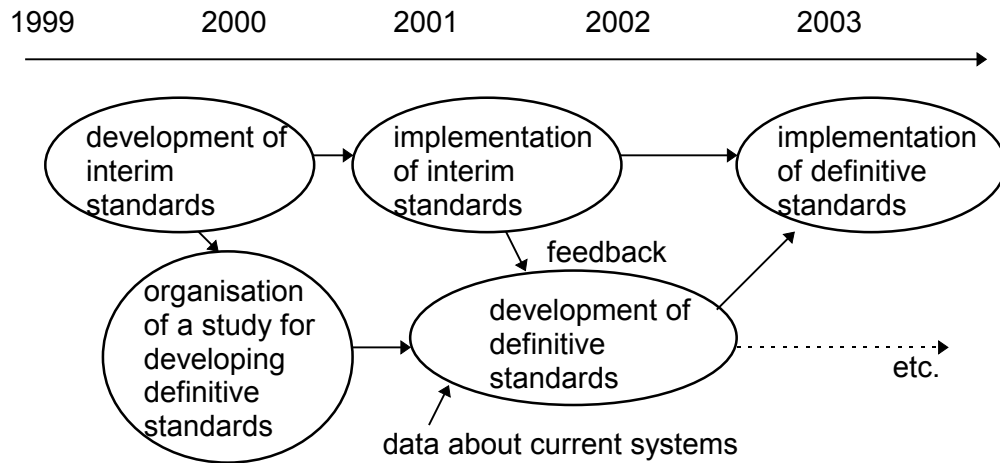 1999 2000 2001 2002 2003
development of
interim
standards
implementation
of interim
standards
implementation
of definitive
standards
feedback
organisation
of a study for
developing
definitive
standards
development of
definitive
standards
etc.
data about current systems